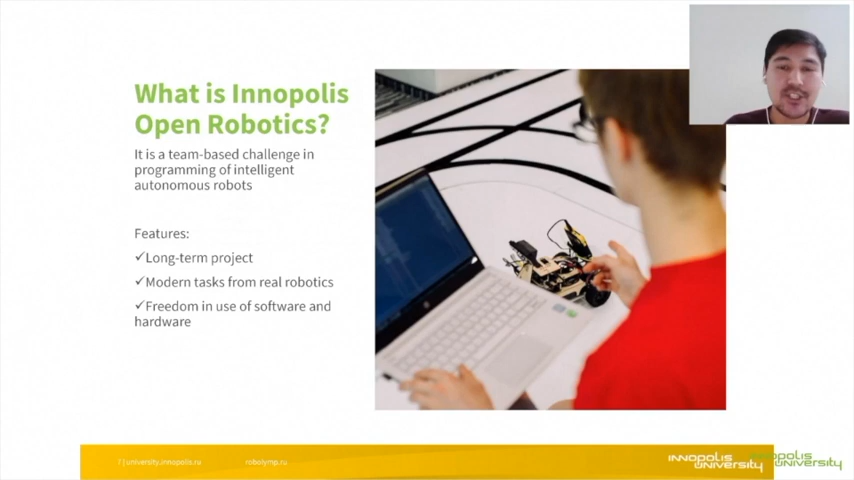 What is Innopolis
Open Robotics?
It is a team-based challenge in
programming of intelligent
autonomous robots
Features:
✓Long-term project
✓Modern tasks from real robotics
✓Freedom in use of software and
hardware
7 | university.innopolis.ru
robolymp.ru
INNOPOLIS
UNIVERSITY
INNOPOLIS
UNIVERSITY